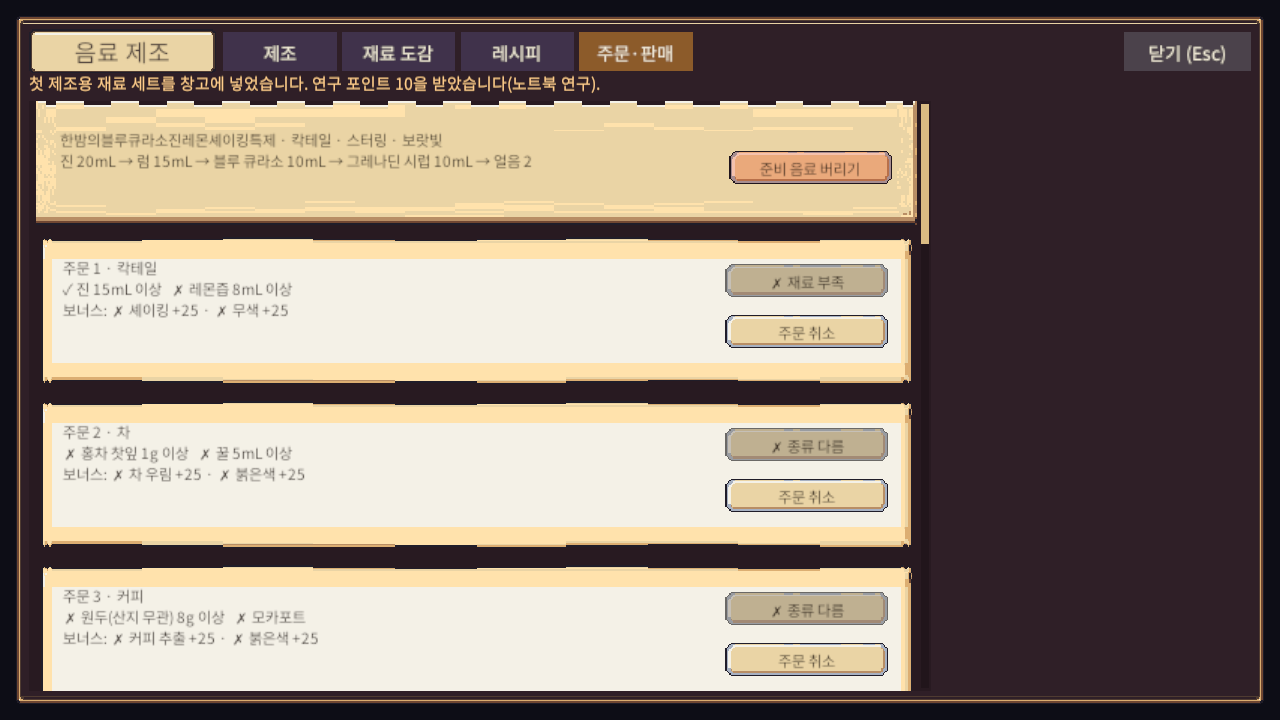 음료 제조
제조
재료 도감
레시피
주문·판매
닫기 (Esc)
첫 제조용 재료 세트를 창고에 넣었습니다. 연구 포인트 10을 받았습니다(노트북 연구).
한밤의블루큐라소진레몬셰이킹특제 · 칵테일 · 스터링 · 보랏빛
진 20mL → 럼 15mL → 블루 큐라소 10mL → 그레나딘 시럽 10mL → 얼음 2
준비 음료 버리기
주문 1 · 칵테일
✓ 진 15mL 이상 ✗ 레몬즙 8mL 이상
보너스: ✗ 셰이킹 +25 · ✗ 무색 +25
✗ 재료 부족
주문 취소
주문 2 · 차
✗ 홍차 찻잎 1g 이상 ✗ 꿀 5mL 이상
보너스: ✗ 차 우림 +25 · ✗ 붉은색 +25
✗ 종류 다름
주문 취소
주문 3 · 커피
✗ 원두(산지 무관) 8g 이상 ✗ 모카포트
보너스: ✗ 커피 추출 +25 · ✗ 붉은색 +25
✗ 종류 다름
주문 취소